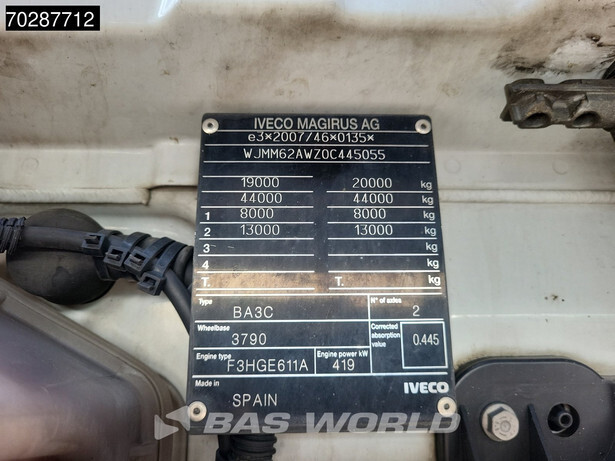 70287712
IVECO MAGIRUS AG
e3*2007/46*0135*
WJMM62AWZ0C445055
19000 20000 kg
44000 44000 kg
1 8000 8000 kg
2 13000 13000 kg
3 kg
4 kg
T. T. kg
Type BA3C N° of axles 2
Wheelbase 3790 Corrected absorption value 0.445
Engine type F3HGE611A Engine power kW 419
Made in SPAIN IVECO
BAS WORLD